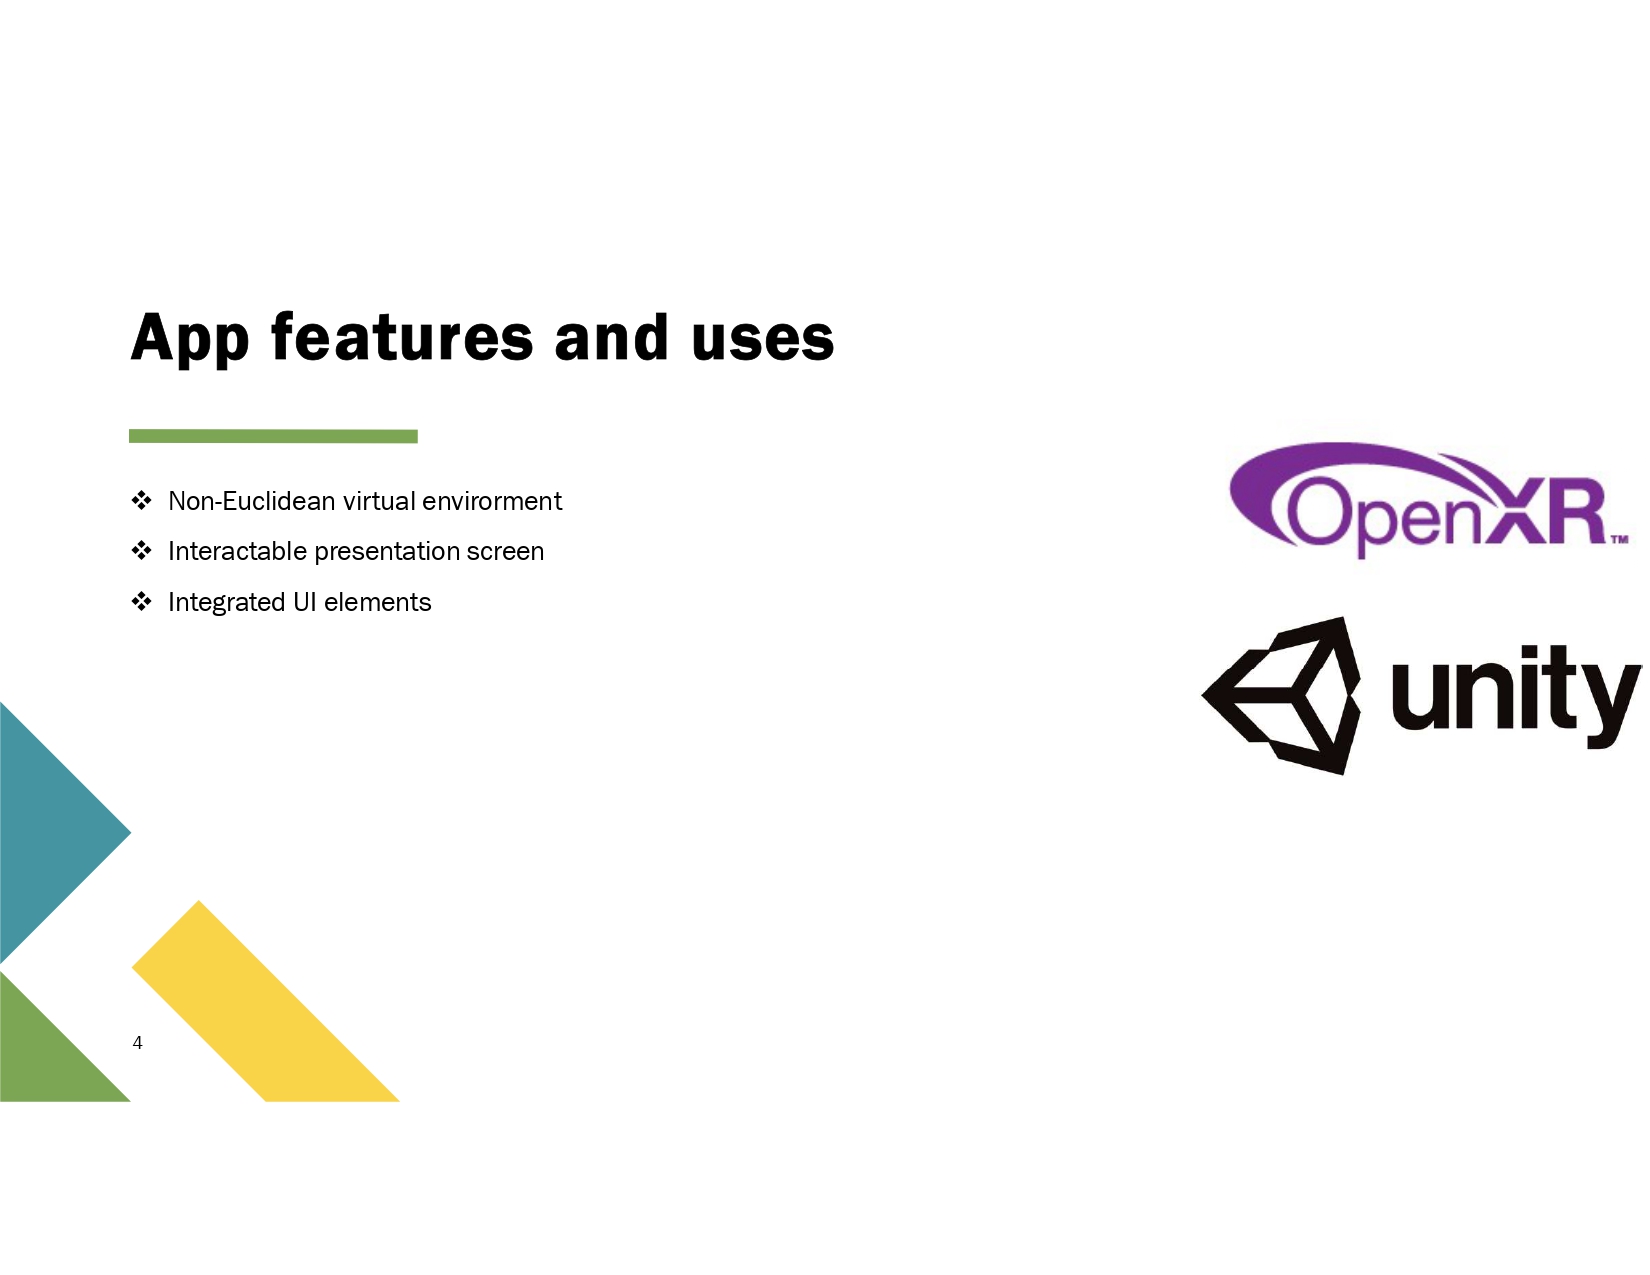 App features and uses
❖ Non-Euclidean virtual envirorment
❖ Interactable presentation screen
❖ Integrated UI elements
OpenXR™
unity
4